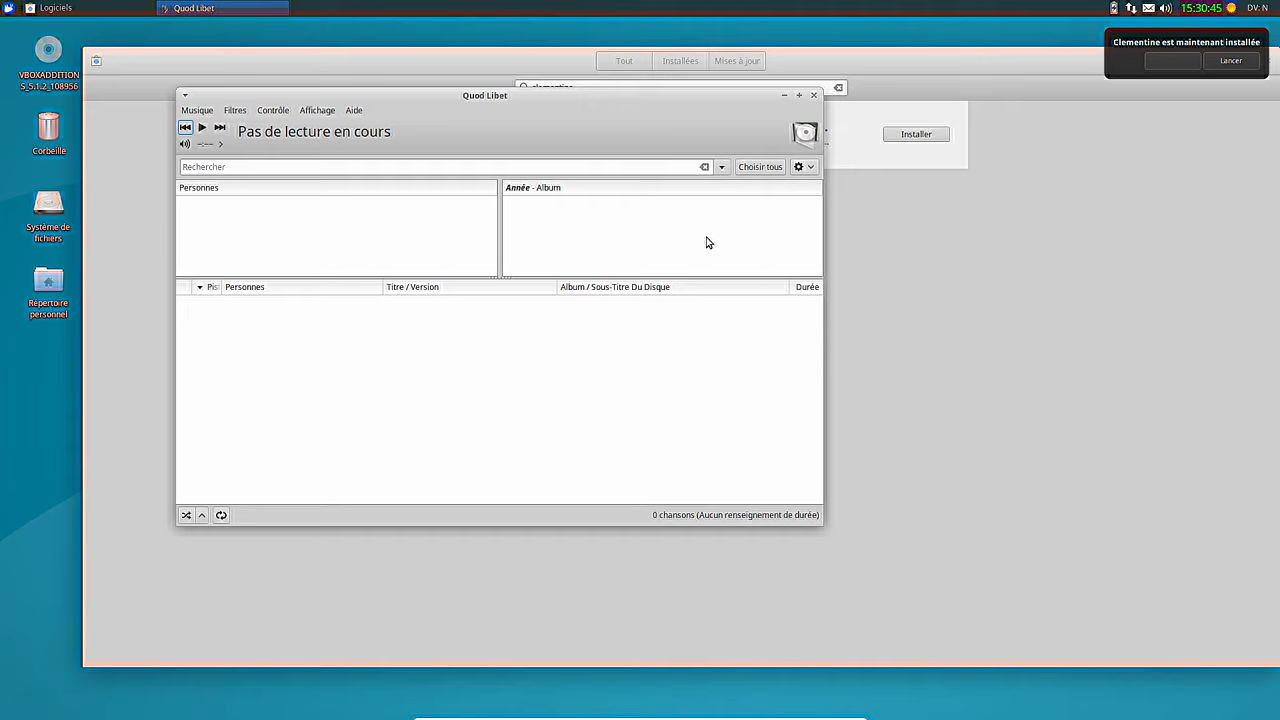 Logiciels
Quod Libet
15:30:45
DV: N
VBOXADDITION
S_5.1.2_108956
Corbeille
Système de
fichiers
Répertoire
personnel
Tout
Installées
Mises à jour
Clementine est maintenant installée
Lancer
Installer
Quod Libet
Musique
Filtres
Contrôle
Affichage
Aide
Pas de lecture en cours
--:--
Rechercher
Choisir tous
Personnes
Année - Album
Pis
Personnes
Titre / Version
Album / Sous-Titre Du Disque
Durée
0 chansons (Aucun renseignement de durée)